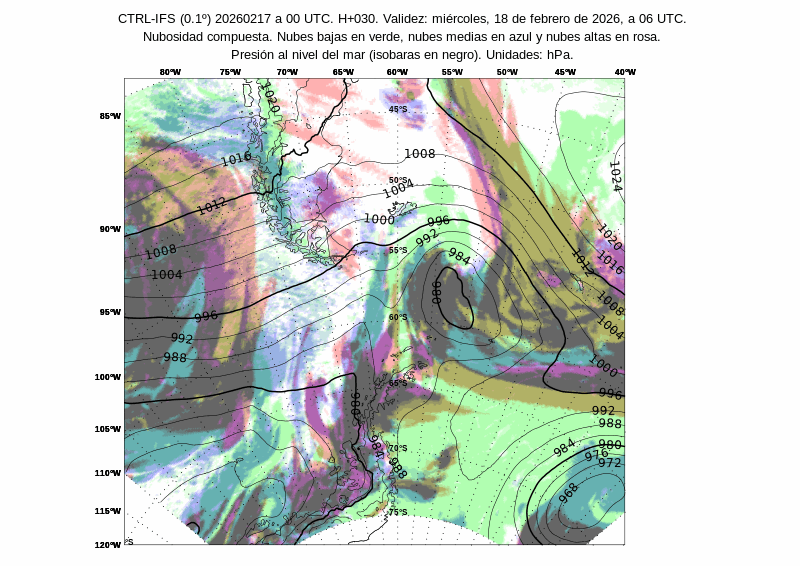 CTRL-IFS (0.1º) 20260217 a 00 UTC. H+030. Validez: miércoles, 18 de febrero de 2026, a 06 UTC.
Nubosidad compuesta. Nubes bajas en verde, nubes medias en azul y nubes altas en rosa.
Presión al nivel del mar (isobaras en negro). Unidades: hPa.
80ºW 75ºW 70ºW 65ºW 60ºW 55ºW 50ºW 45ºW 40ºW
1020
45ºS
85ºW
1008
1016
50ºS
1024
1004
1012
1000
996
90ºW
992
1020
1008
55ºS
984
1012
1016
1004
980
1008
996
95ºW
60ºS
1004
992
988
1000
100ºW
65ºS
996
980
992
105ºW
988
984
70ºS
984
980
976
972
110ºW
988
968
115ºW
75ºS
120ºW
ºS